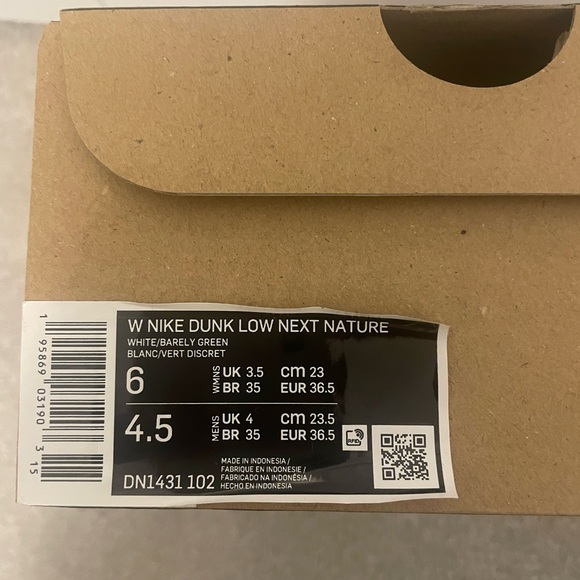 W NIKE DUNK LOW NEXT NATURE
WHITE/BARELY GREEN
BLANC/VERT DISCRET
6 WMNS UK 3.5 CM 23
BR 35 EUR 36.5
4.5 MENS UK 4 CM 23.5
BR 35 EUR 36.5
RFID
DN1431 102
MADE IN INDONESIA /
FABRIQUE EN INDONESIE /
FABRICADO NA INDONÉSIA /
HECHO EN INDONESIA
1 95869 03190 3 15